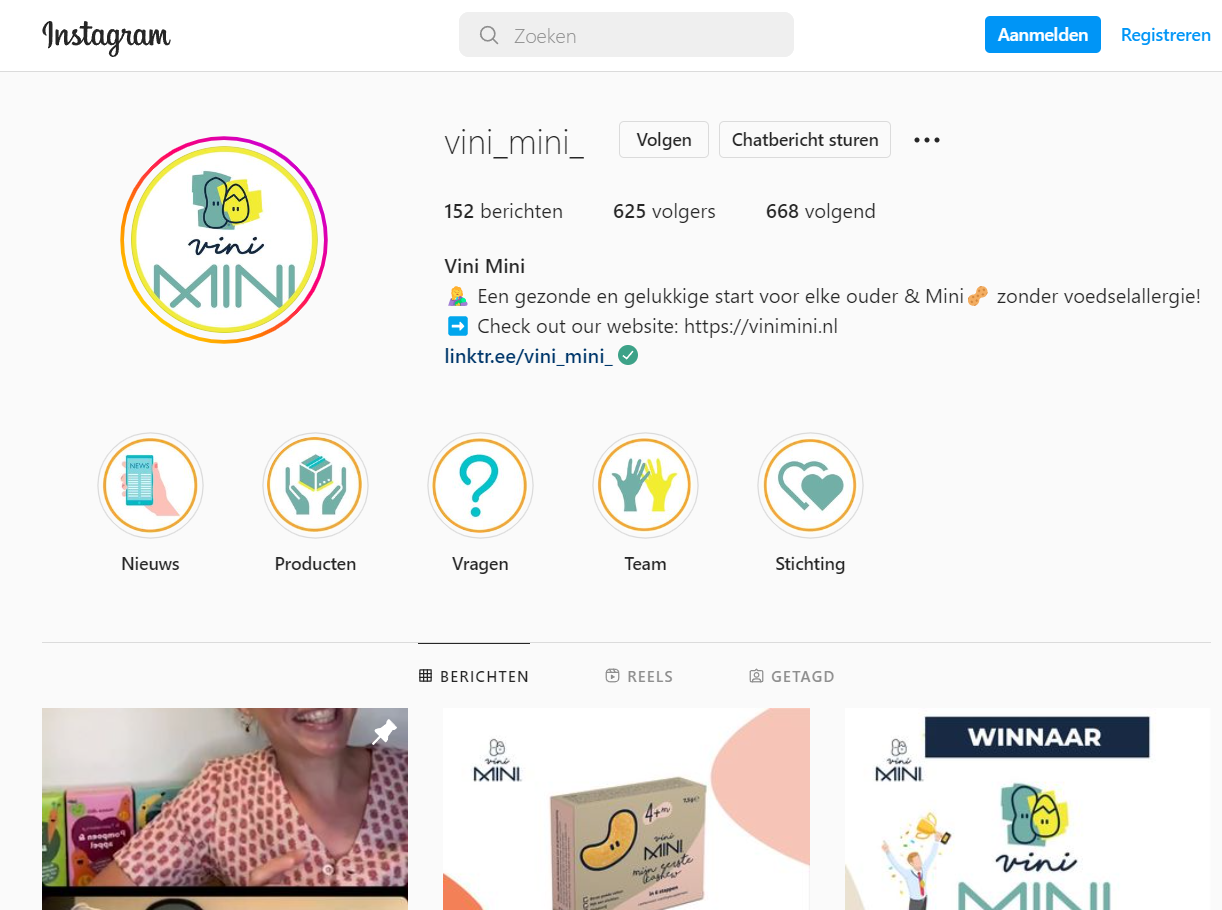 Instagram
Zoeken
Aanmelden
Registreren
vini_mini_
Volgen
Chatbericht sturen
152 berichten
625 volgers
668 volgend
vini
MINI
Vini Mini
🤱 Een gezonde en gelukkige start voor elke ouder & Mini🥜 zonder voedselallergie!
➡️ Check out our website: https://vinimini.nl
linktr.ee/vini_mini_
NEWS
Nieuws
Producten
Vragen
Team
Stichting
BERICHTEN
REELS
GETAGD
Pompoen &
appel
vini
MINI
4+m
vini
MINI
mijn eerste
cashew
in 6 stappen
WINNAAR
vini
MINI
vini
MINI